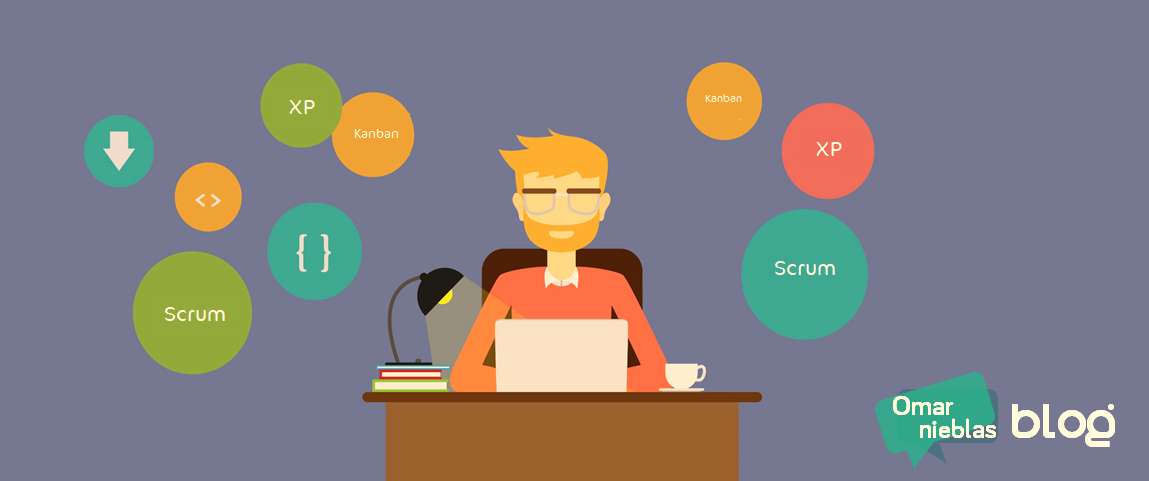 XP
Kanban
< >
{ }
Scrum
Kanban
XP
Scrum
Omar
nieblas
blog